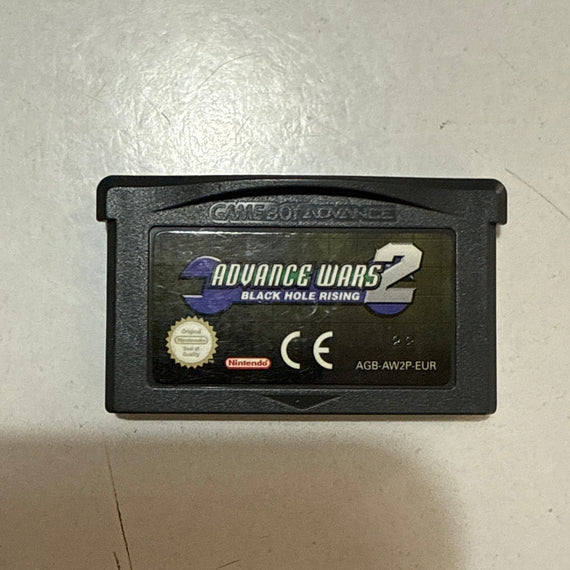 GAME BOY ADVANCE
ADVANCE WARS 2
BLACK HOLE RISING
Original
Nintendo
Seal of
Quality
Nintendo
CE
AGB-AW2P-EUR